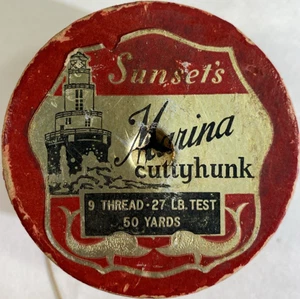 Sunset's
Marina
cuttyhunk
9 THREAD · 27 LB. TEST
50 YARDS